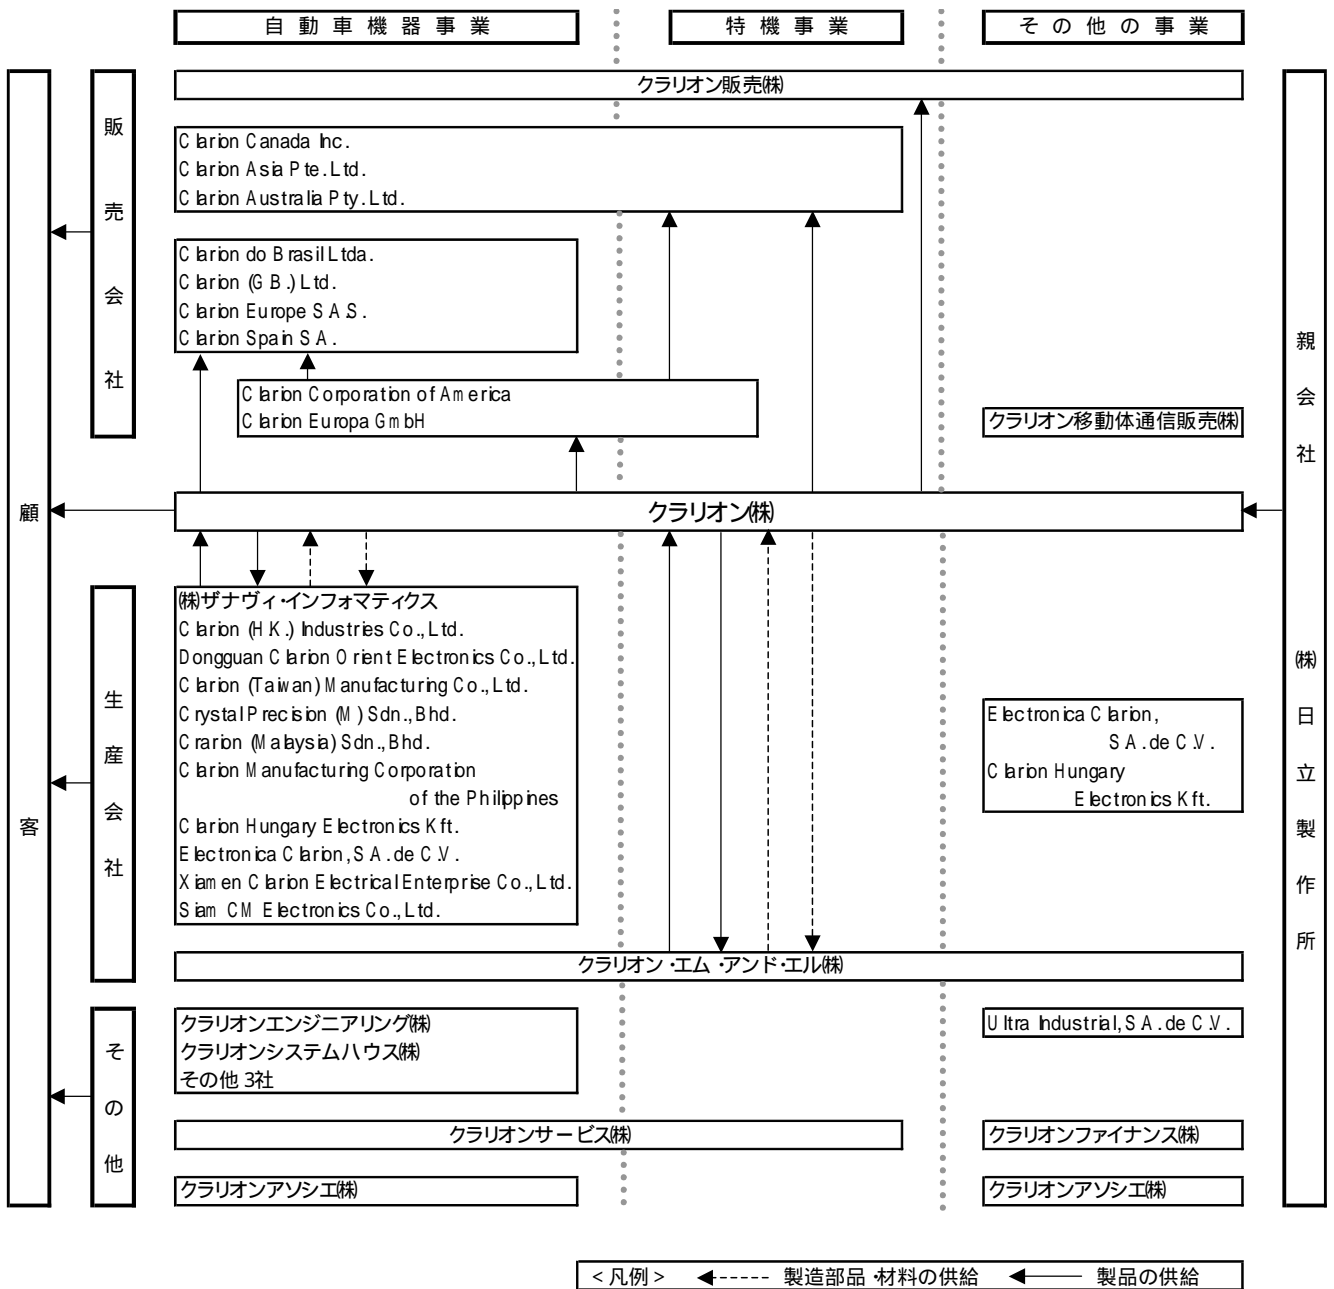 自動車機器事業
特機事業
その他の事業
顧客
販売会社
クラリオン販売㈱
Clarion Canada Inc.
Clarion Asia Pte.Ltd.
Clarion Australia Pty.Ltd.
Clarion do Brasil Ltda.
Clarion (G.B.) Ltd.
Clarion Europe S.A.S.
Clarion Spain S.A.
Clarion Corporation of America
Clarion Europa GmbH
クラリオン移動体通信販売㈱
クラリオン㈱
親会社 ㈱日立製作所
生産会社
㈱ザナヴィ・インフォマティクス
Clarion (H.K.) Industries Co.,Ltd.
Dongguan Clarion Orient Electronics Co.,Ltd.
Clarion (Taiwan) Manufacturing Co.,Ltd.
Crystal Precision (M) Sdn.,Bhd.
Crarion (Malaysia) Sdn.,Bhd.
Clarion Manufacturing Corporation
of the Philippines
Clarion Hungary Electronics Kft.
Electronica Clarion,S.A.de C.V.
Xiamen Clarion Electrical Enterprise Co.,Ltd.
Siam CM Electronics Co.,Ltd.
Electronica Clarion,
S.A.de C.V.
Clarion Hungary
Electronics Kft.
クラリオン・エム・アンド・エル㈱
その他
クラリオンエンジニアリング㈱
クラリオンシステムハウス㈱
その他 3社
Ultra Industrial,S.A.de C.V.
クラリオンサービス㈱
クラリオンファイナンス㈱
クラリオンアソシエ㈱
クラリオンアソシエ㈱
<凡例> 製造部品・材料の供給 製品の供給